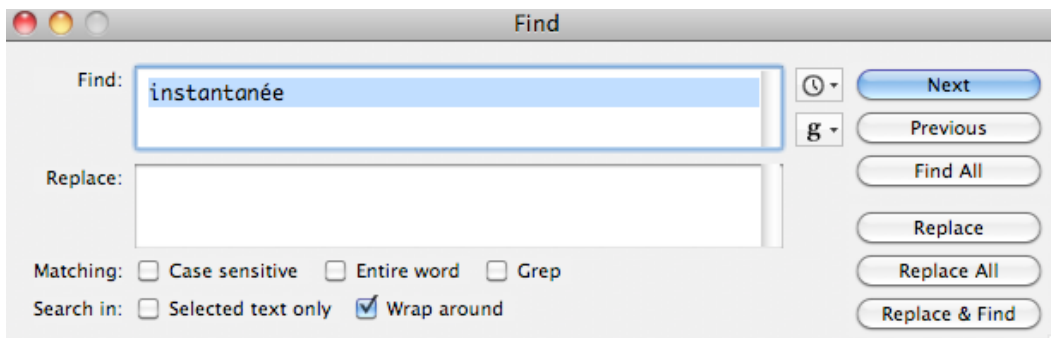 Find
Find: instantanée Next
g Previous
Find All
Replace:
Replace
Matching: Case sensitive Entire word Grep Replace All
Search in: Selected text only Wrap around Replace & Find